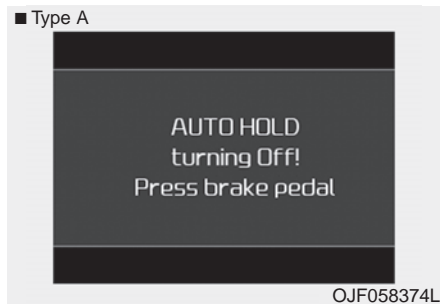 ■ Type A
AUTO HOLD
turning Off!
Press brake pedal
OJF058374L